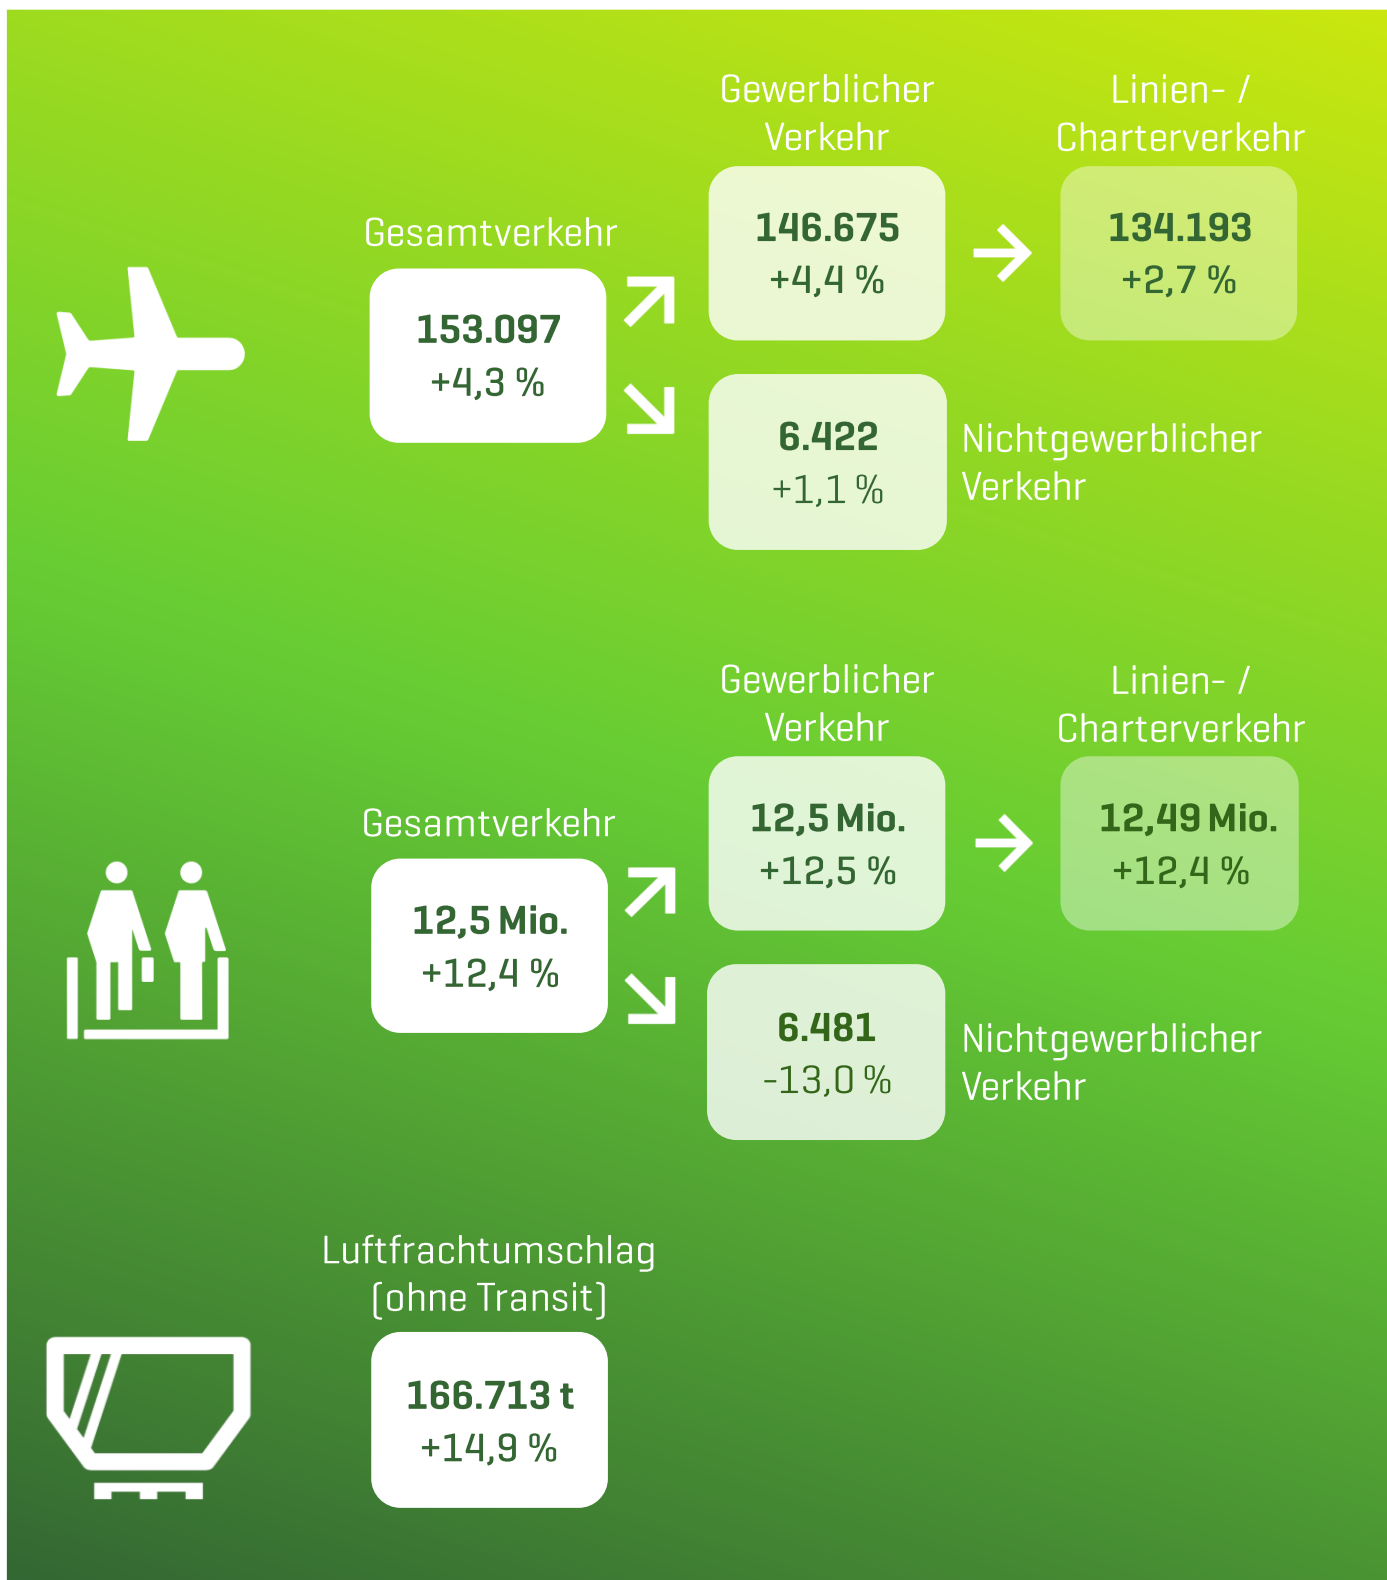 Gesamtverkehr
153.097
+4,3 %
Gewerblicher
Verkehr
146.675
+4,4 %
Linien- /
Charterverkehr
134.193
+2,7 %
6.422
+1,1 %
Nichtgewerblicher
Verkehr
Gesamtverkehr
12,5 Mio.
+12,4 %
Gewerblicher
Verkehr
12,5 Mio.
+12,5 %
Linien- /
Charterverkehr
12,49 Mio.
+12,4 %
6.481
-13,0 %
Nichtgewerblicher
Verkehr
Luftfrachtumschlag
(ohne Transit)
166.713 t
+14,9 %